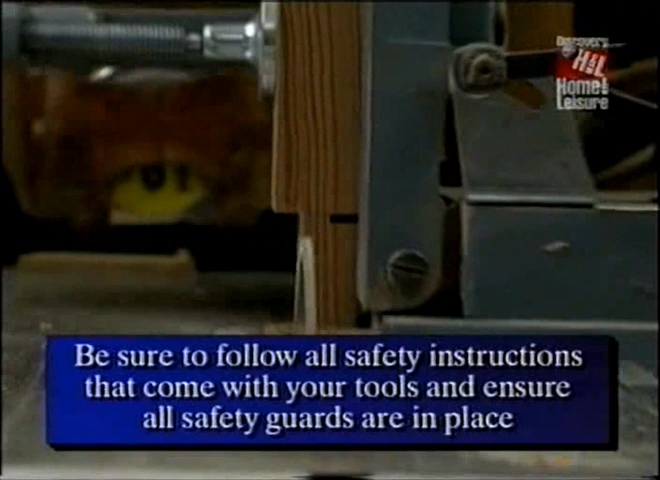 Discovery
H&L
Home &
Leisure
Be sure to follow all safety instructions
that come with your tools and ensure
all safety guards are in place